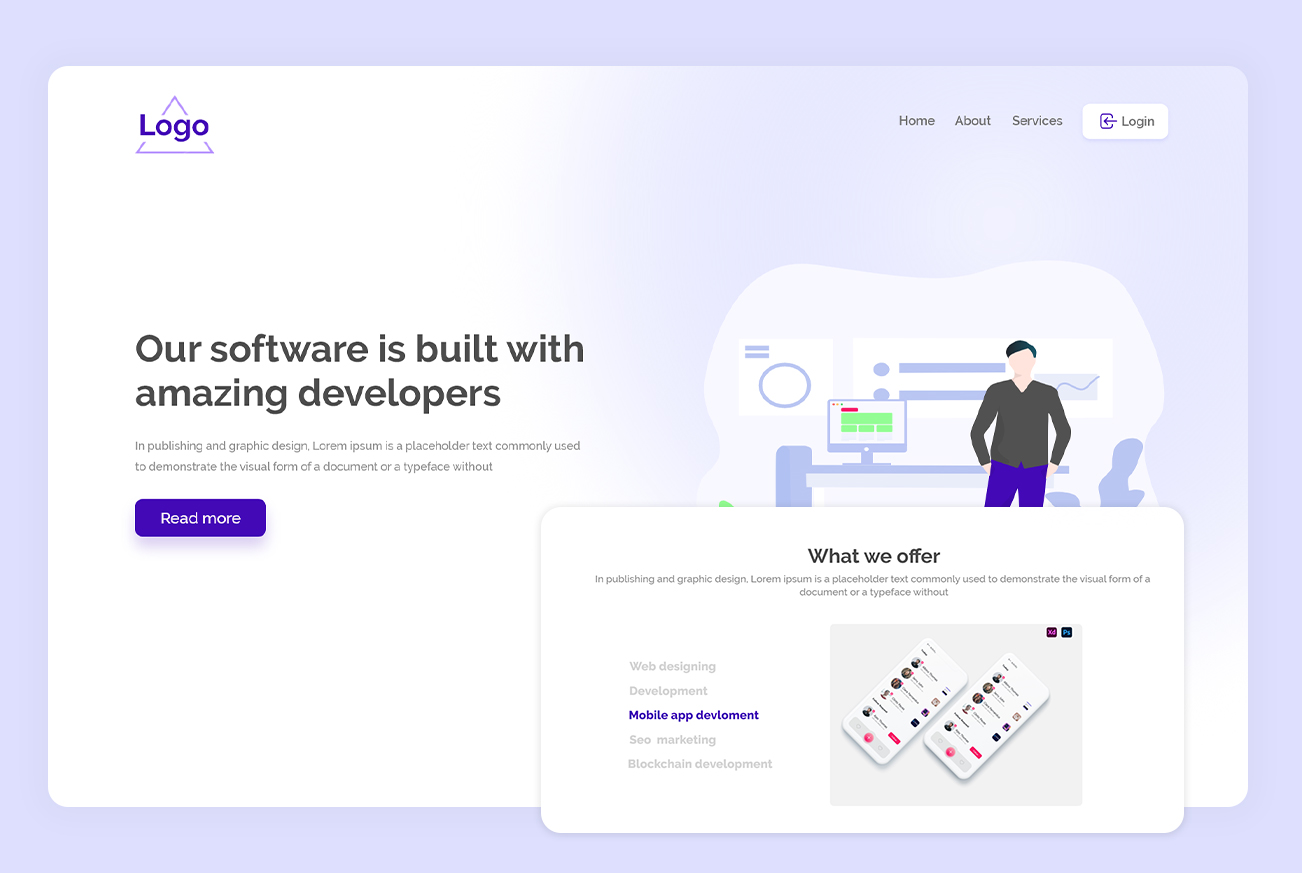 Logo
Home About Services Login
Our software is built with
amazing developers
In publishing and graphic design, Lorem ipsum is a placeholder text commonly used
to demonstrate the visual form of a document or a typeface without
Read more
What we offer
In publishing and graphic design, Lorem ipsum is a placeholder text commonly used to demonstrate the visual form of a
document or a typeface without
Xd Ps
Web designing
Development
Mobile app devloment
Seo marketing
Blockchain development